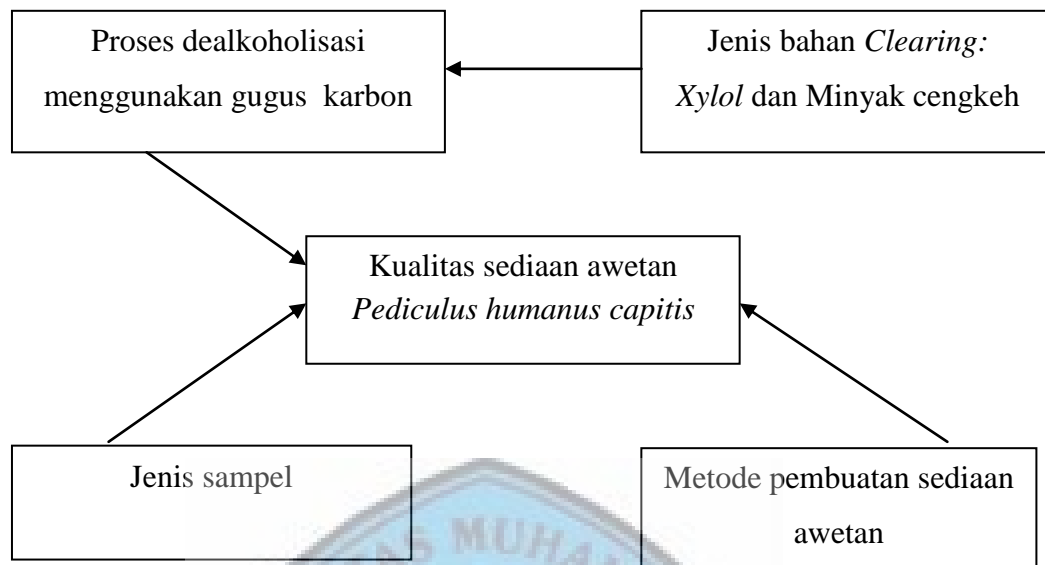 Proses dealkoholisasi
menggunakan gugus karbon
Jenis bahan Clearing:
Xylol dan Minyak cengkeh
Kualitas sediaan awetan
Pediculus humanus capitis
Jenis sampel
Metode pembuatan sediaan
awetan